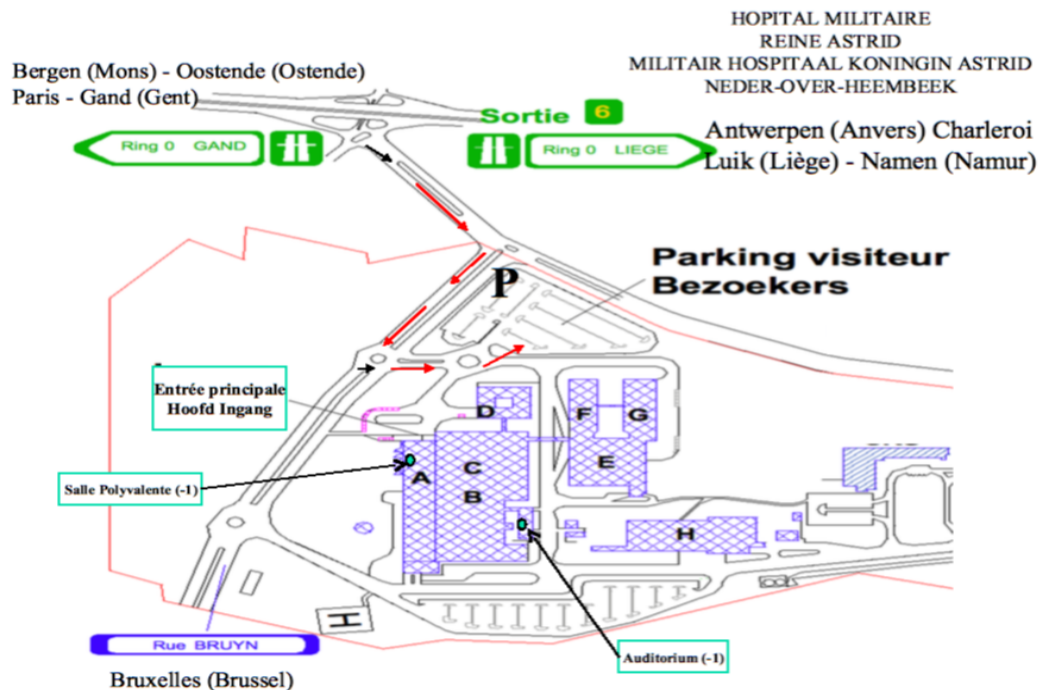 HOPITAL MILITAIRE
REINE ASTRID
MILITAIR HOSPITAAL KONINGIN ASTRID
NEDER-OVER-HEEMBEEK
Bergen (Mons) - Oostende (Ostende)
Paris - Gand (Gent)
Sortie 6
Antwerpen (Anvers) Charleroi
Luik (Liège) - Namen (Namur)
Ring 0 GAND
Ring 0 LIEGE
Parking visiteur
Bezoekers
P
Entrée principale
Hoofd Ingang
D
F
G
A
C
B
E
H
Salle Polyvalente (-1)
H
Rue BRUYN
Auditorium (-1)
Bruxelles (Brussel)